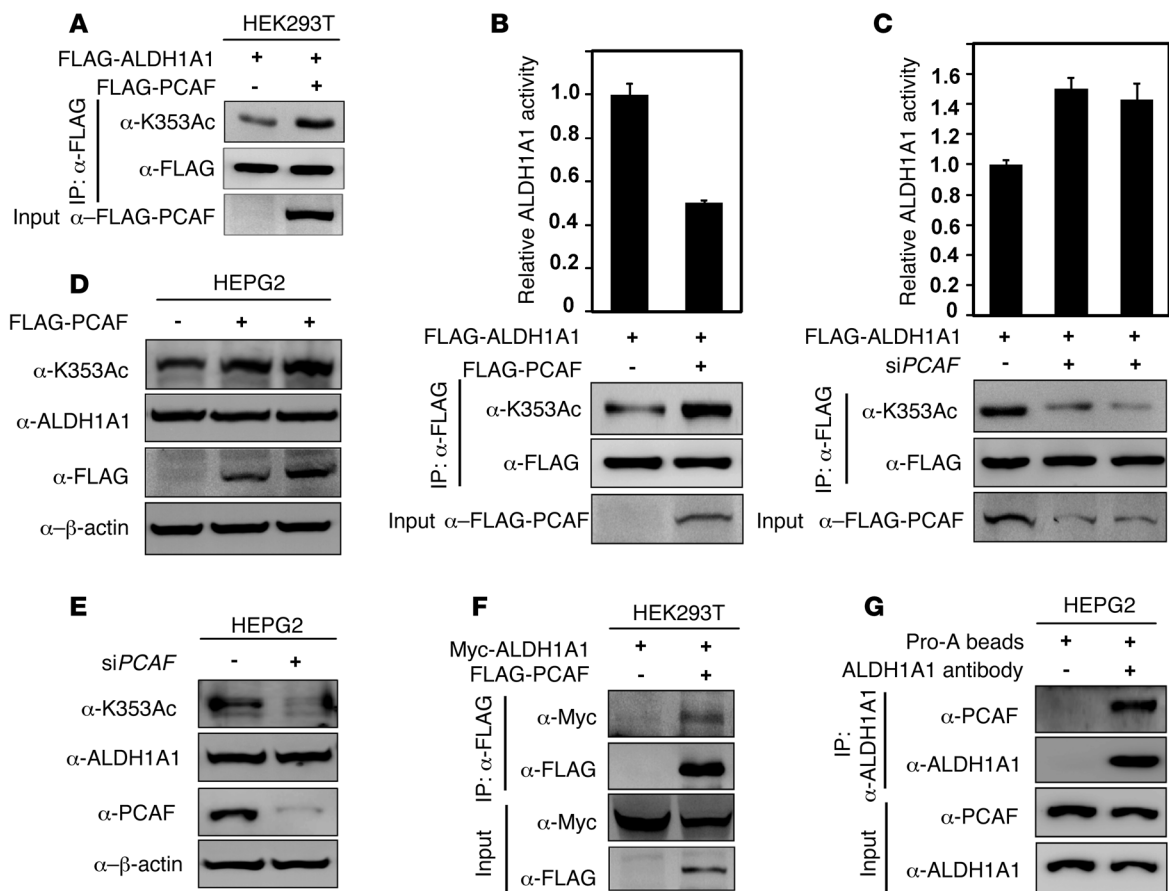 A
HEK293T
FLAG-ALDH1A1 + +
FLAG-PCAF - +
IP: α-FLAG
α-K353Ac
α-FLAG
Input α–FLAG-PCAF
B
Relative ALDH1A1 activity
1.0
0.8
0.6
0.4
0.2
0
FLAG-ALDH1A1 + +
FLAG-PCAF - +
IP: α-FLAG
α-K353Ac
α-FLAG
Input α–FLAG-PCAF
C
Relative ALDH1A1 activity
1.6
1.4
1.2
1.0
0.8
0.6
0.4
0.2
0
FLAG-ALDH1A1 + + +
siPCAF - + +
IP: α-FLAG
α-K353Ac
α-FLAG
Input α–FLAG-PCAF
D
HEPG2
FLAG-PCAF - + +
α-K353Ac
α-ALDH1A1
α-FLAG
α–β-actin
E
HEPG2
siPCAF - +
α-K353Ac
α-ALDH1A1
α-PCAF
α–β-actin
F
HEK293T
Myc-ALDH1A1 + +
FLAG-PCAF - +
IP: α-FLAG
α-Myc
α-FLAG
Input
α-Myc
α-FLAG
G
HEPG2
Pro-A beads + +
ALDH1A1 antibody - +
IP:
α-ALDH1A1
α-PCAF
α-ALDH1A1
Input
α-PCAF
α-ALDH1A1